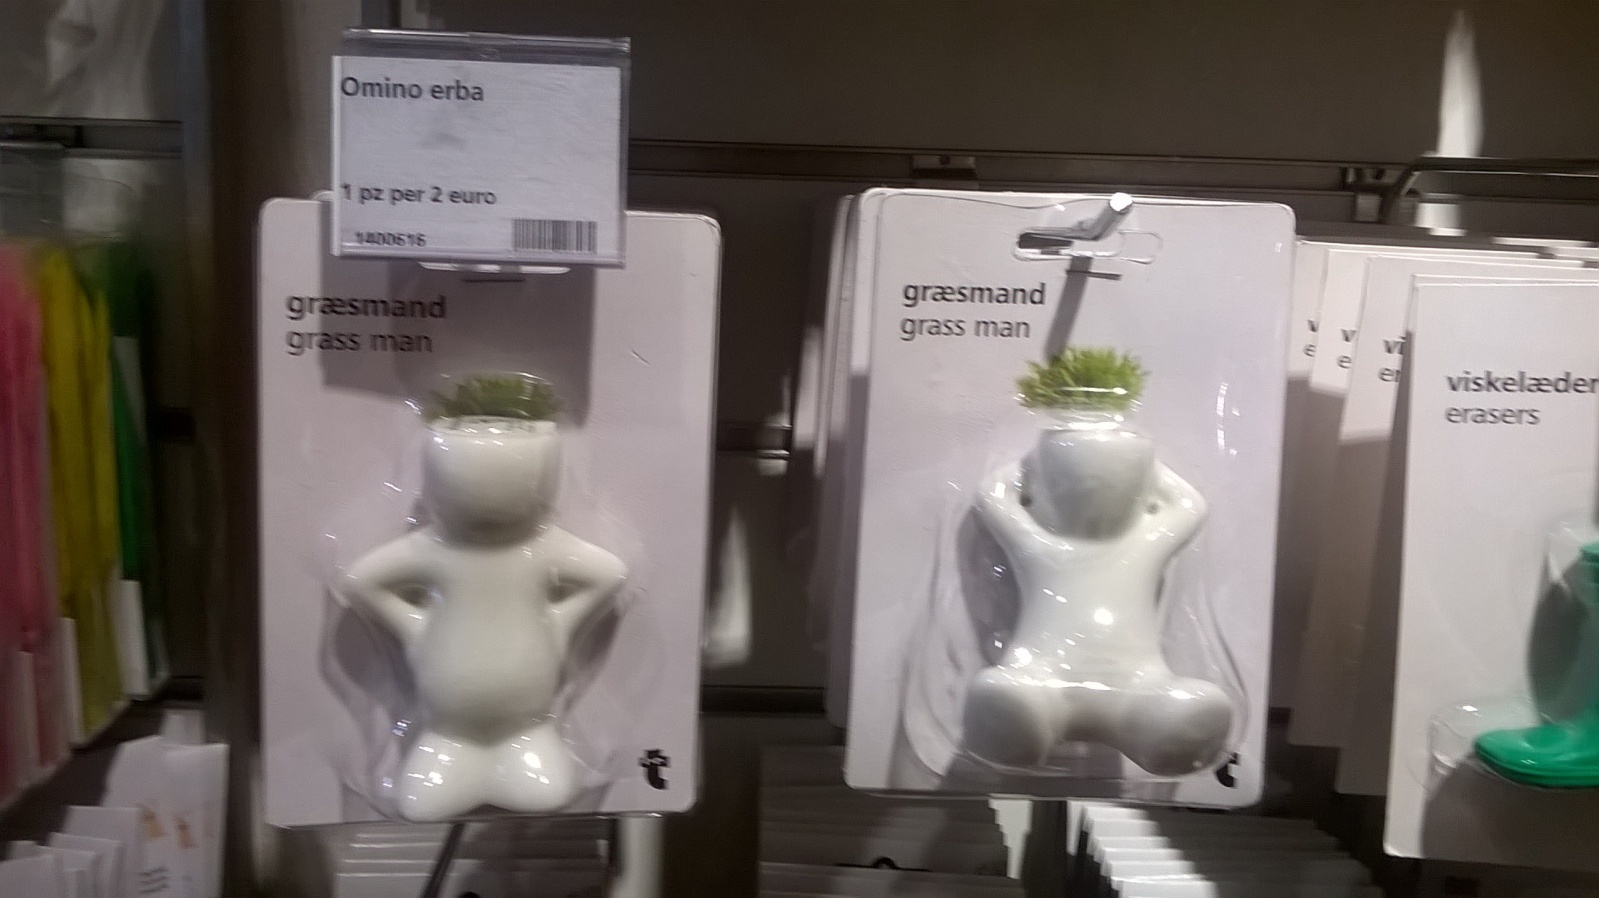 Omino erba
1 pz per 2 euro
1400616
græsmand
grass man
græsmand
grass man
viskelæder
erasers